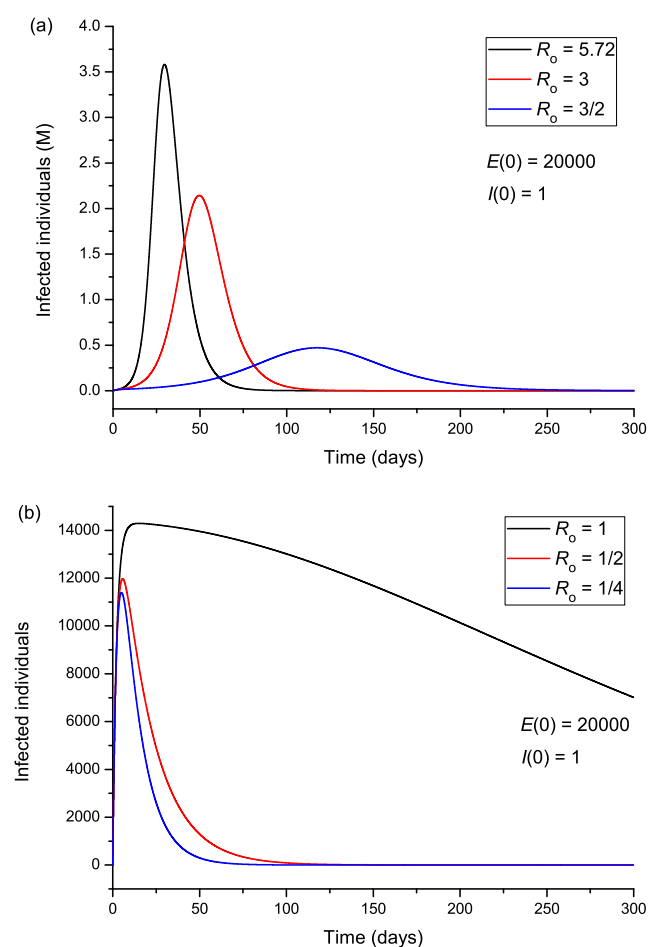 (a)
Infected individuals (M)
4.0
3.5
3.0
2.5
2.0
1.5
1.0
0.5
0.0
Rₒ = 5.72
Rₒ = 3
Rₒ = 3/2
E(0) = 20000
I(0) = 1
0 50 100 150 200 250 300
Time (days)
(b)
Infected individuals
14000
12000
10000
8000
6000
4000
2000
0
Rₒ = 1
Rₒ = 1/2
Rₒ = 1/4
E(0) = 20000
I(0) = 1
0 50 100 150 200 250 300
Time (days)